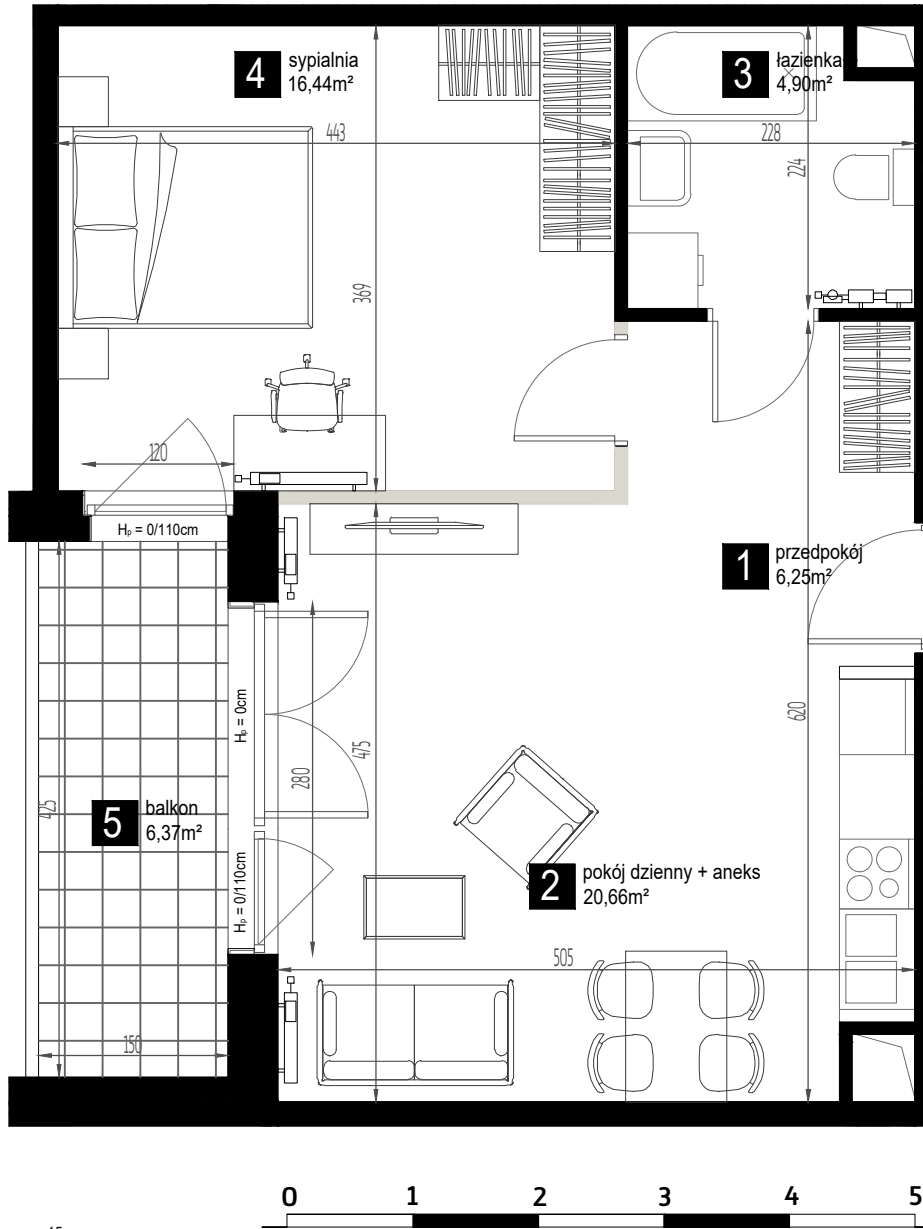 4 sypialnia
16,44m²
3 łazienka
4,90m²
443
228
224
369
120
Hₚ = 0/110cm
1 przedpokój
6,25m²
Hₚ = 0cm
620
475
280
425
5 balkon
6,37m²
Hₚ = 0/110cm
2 pokój dzienny + aneks
20,66m²
505
150
0 1 2 3 4 5